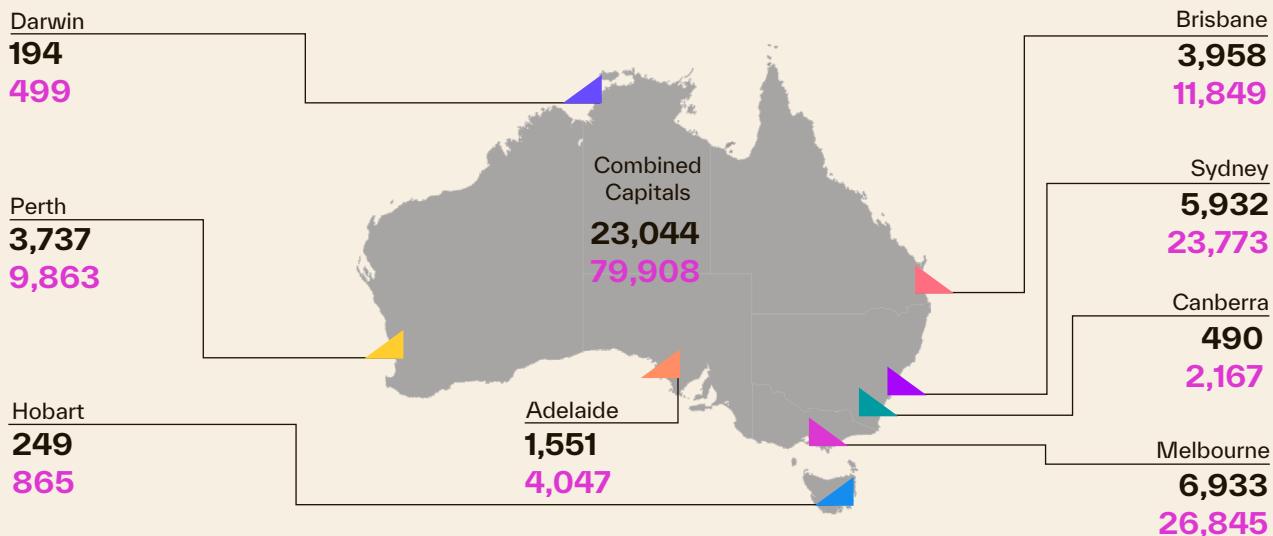 Darwin
194
499
Perth
3,737
9,863
Hobart
249
865
Combined
Capitals
23,044
79,908
Adelaide
1,551
4,047
Brisbane
3,958
11,849
Sydney
5,932
23,773
Canberra
490
2,167
Melbourne
6,933
26,845